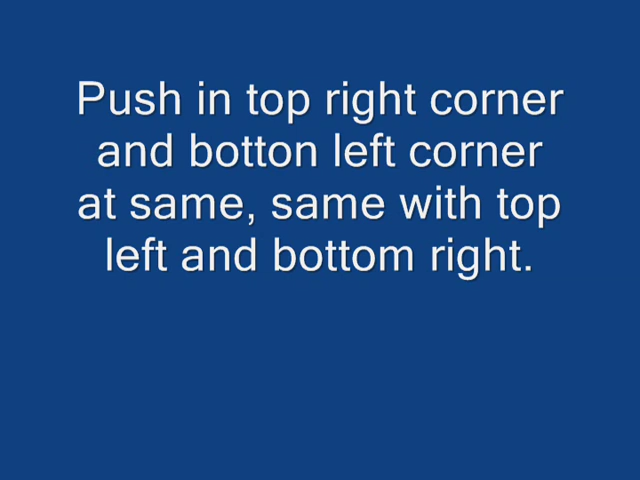 Push in top right corner
and botton left corner
at same, same with top
left and bottom right.